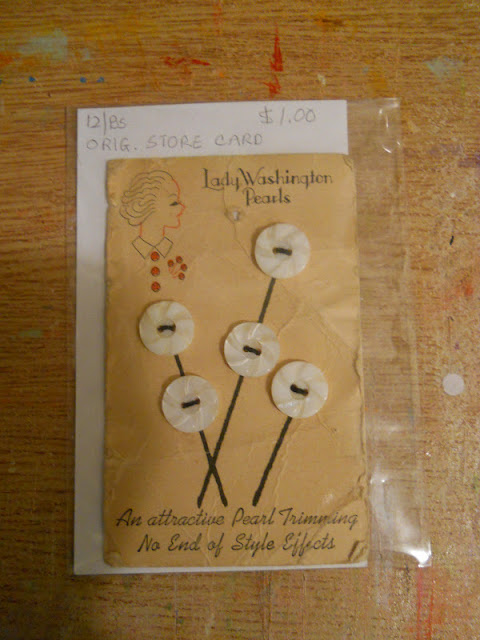 12/BS $1.00
ORIG. STORE CARD
Lady Washington
Pearls
An attractive Pearl Trimming
No End of Style Effects